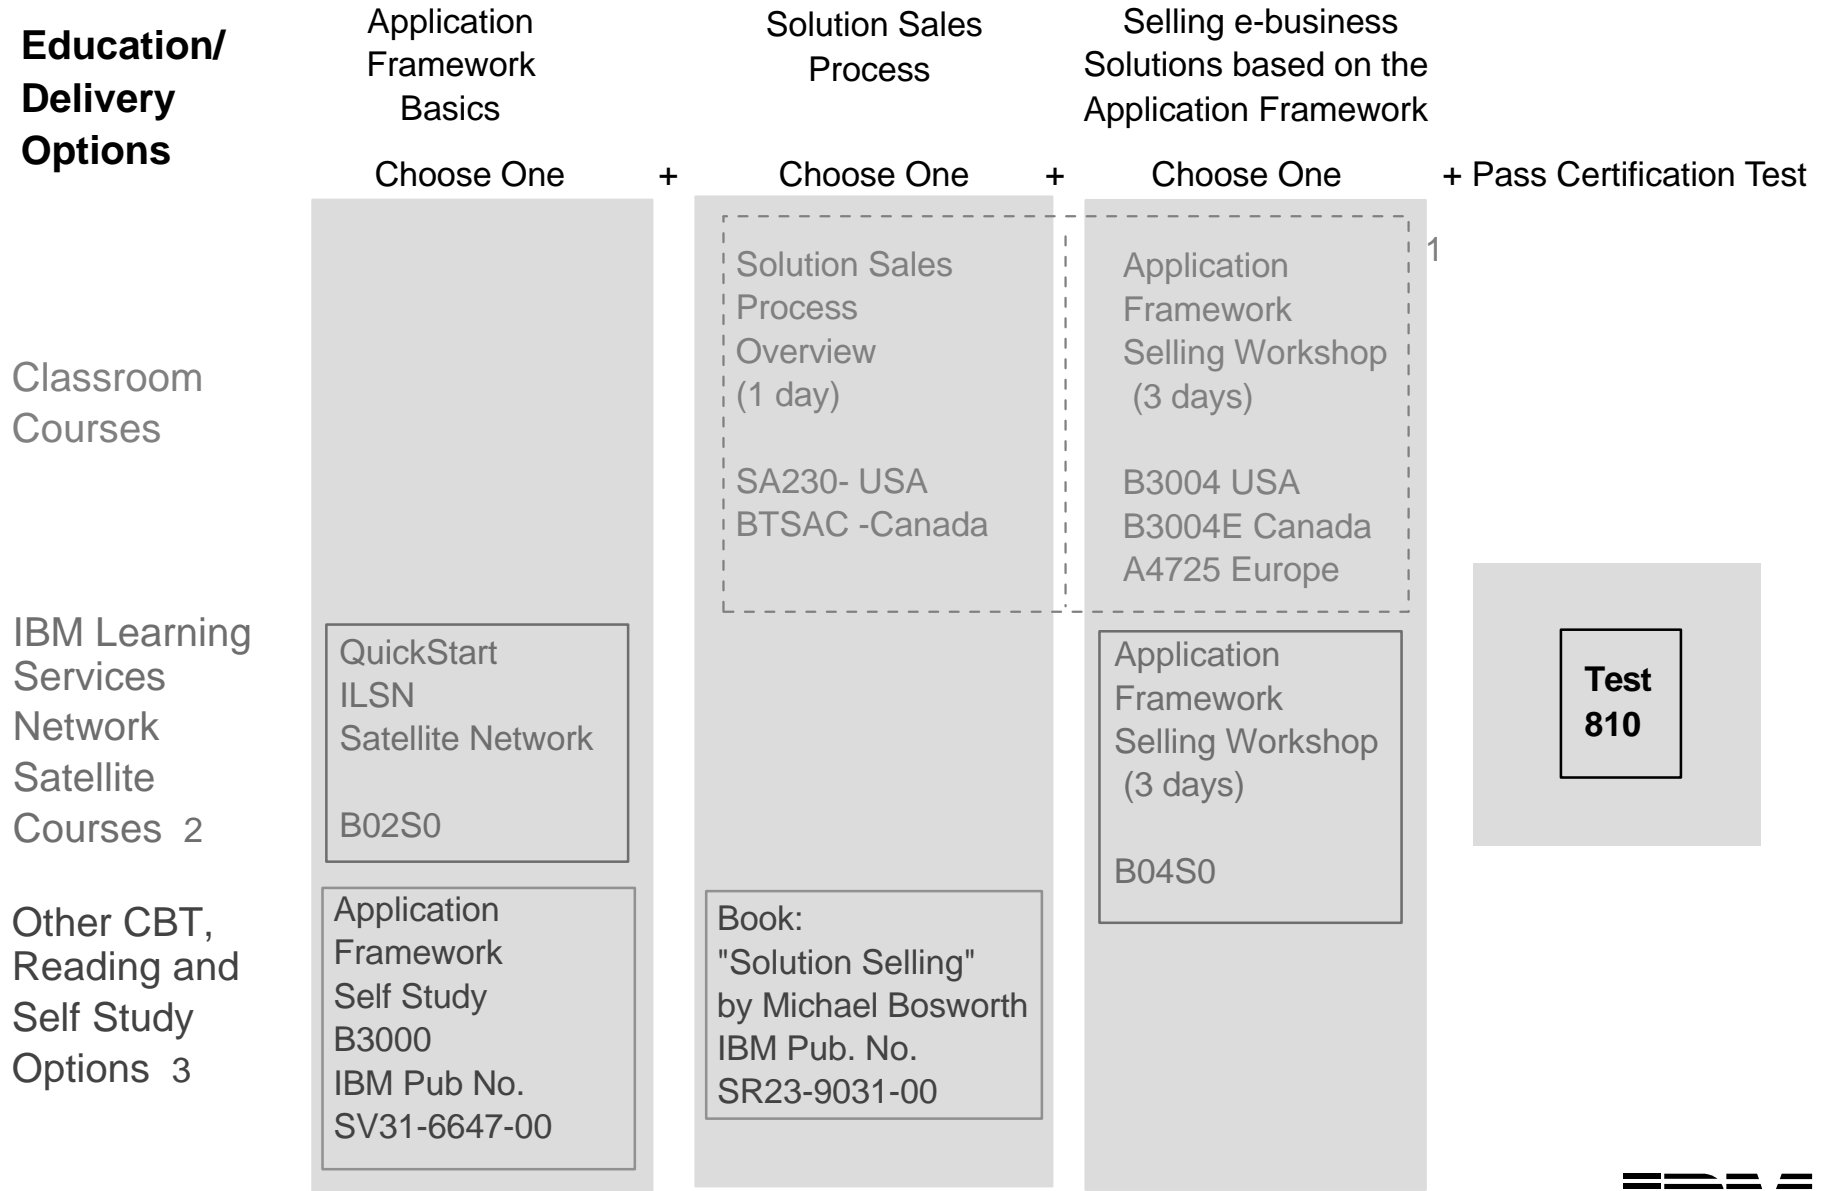 Education/
Delivery
Options
Application
Framework
Basics
Solution Sales
Process
Selling e-business
Solutions based on the
Application Framework
Choose One + Choose One + Choose One + Pass Certification Test
Classroom
Courses
Solution Sales
Process
Overview
(1 day)
SA230- USA
BTSAC -Canada
Application
Framework
Selling Workshop
(3 days)
B3004 USA
B3004E Canada
A4725 Europe
1
IBM Learning
Services
Network
Satellite
Courses 2
QuickStart
ILSN
Satellite Network
B02S0
Application
Framework
Selling Workshop
(3 days)
B04S0
Test
810
Other CBT,
Reading and
Self Study
Options 3
Application
Framework
Self Study
B3000
IBM Pub No.
SV31-6647-00
Book:
"Solution Selling"
by Michael Bosworth
IBM Pub. No.
SR23-9031-00